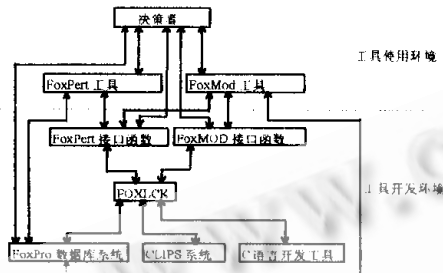 决策者
工具使用环境
FoxPert 工具
FoxMod 工具
FoxPert 接口函数
FoxMOD 接口函数
FOXLCK
工具开发环境
FoxPro 数据库系统
CLIPS 系统
C语言开发工具